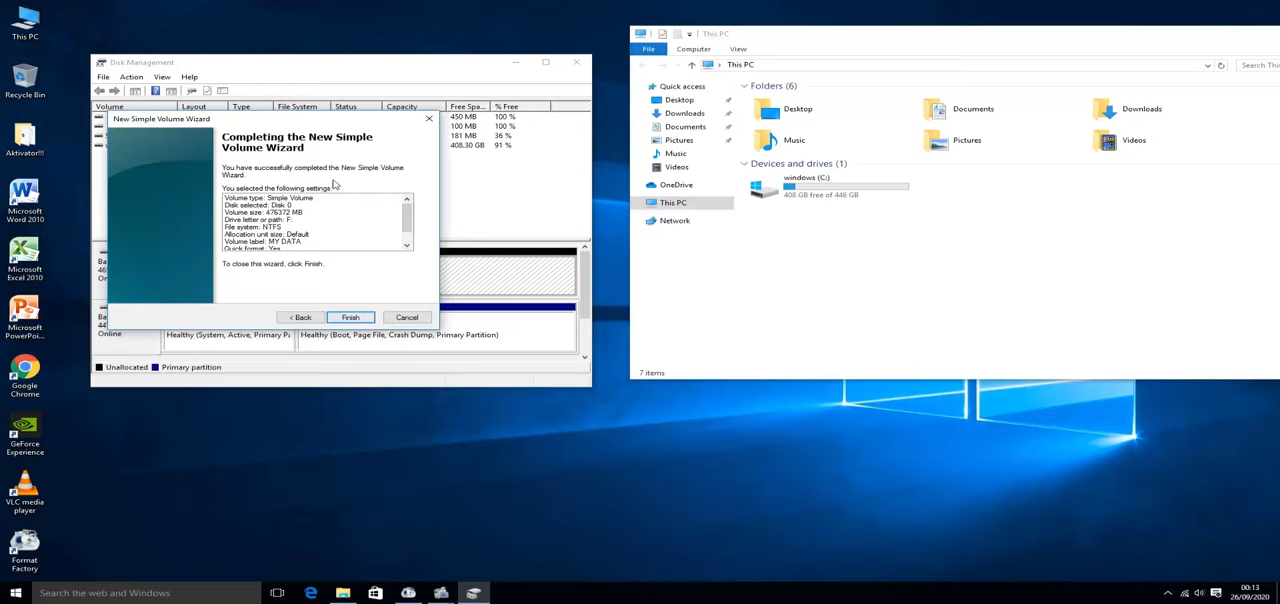 This PC
Recycle Bin
Aktivator!!!
Microsoft
Word 2010
Microsoft
Excel 2010
Microsoft
PowerPoi...
Google
Chrome
GeForce
Experience
VLC media
player
Format
Factory
Disk Management
File Action View Help
Volume Layout Type File System Status Capacity Free Spa... % Free
450 MB 100 %
100 MB 100 %
181 MB 36 %
408.30 GB 91 %
New Simple Volume Wizard
Completing the New Simple
Volume Wizard
You have successfully completed the New Simple Volume
Wizard.
You selected the following settings:
Volume type: Simple Volume
Disk selected: Disk 0
Volume size: 476372 MB
Drive letter or path: F:
File system: NTFS
Allocation unit size: Default
Volume label: MY DATA
Quick format: Yes
To close this wizard, click Finish.
< Back Finish Cancel
Ba
On
Ba
Online
Healthy (System, Active, Primary Pa Healthy (Boot, Page File, Crash Dump, Primary Partition)
Unallocated Primary partition
This PC
File Computer View
This PC
Search This
Quick access
Desktop
Downloads
Documents
Pictures
Music
Videos
OneDrive
This PC
Network
Folders (6)
Desktop Documents Downloads
Music Pictures Videos
Devices and drives (1)
windows (C:)
408 GB free of 446 GB
7 items
Search the web and Windows
00:13
26/09/2020